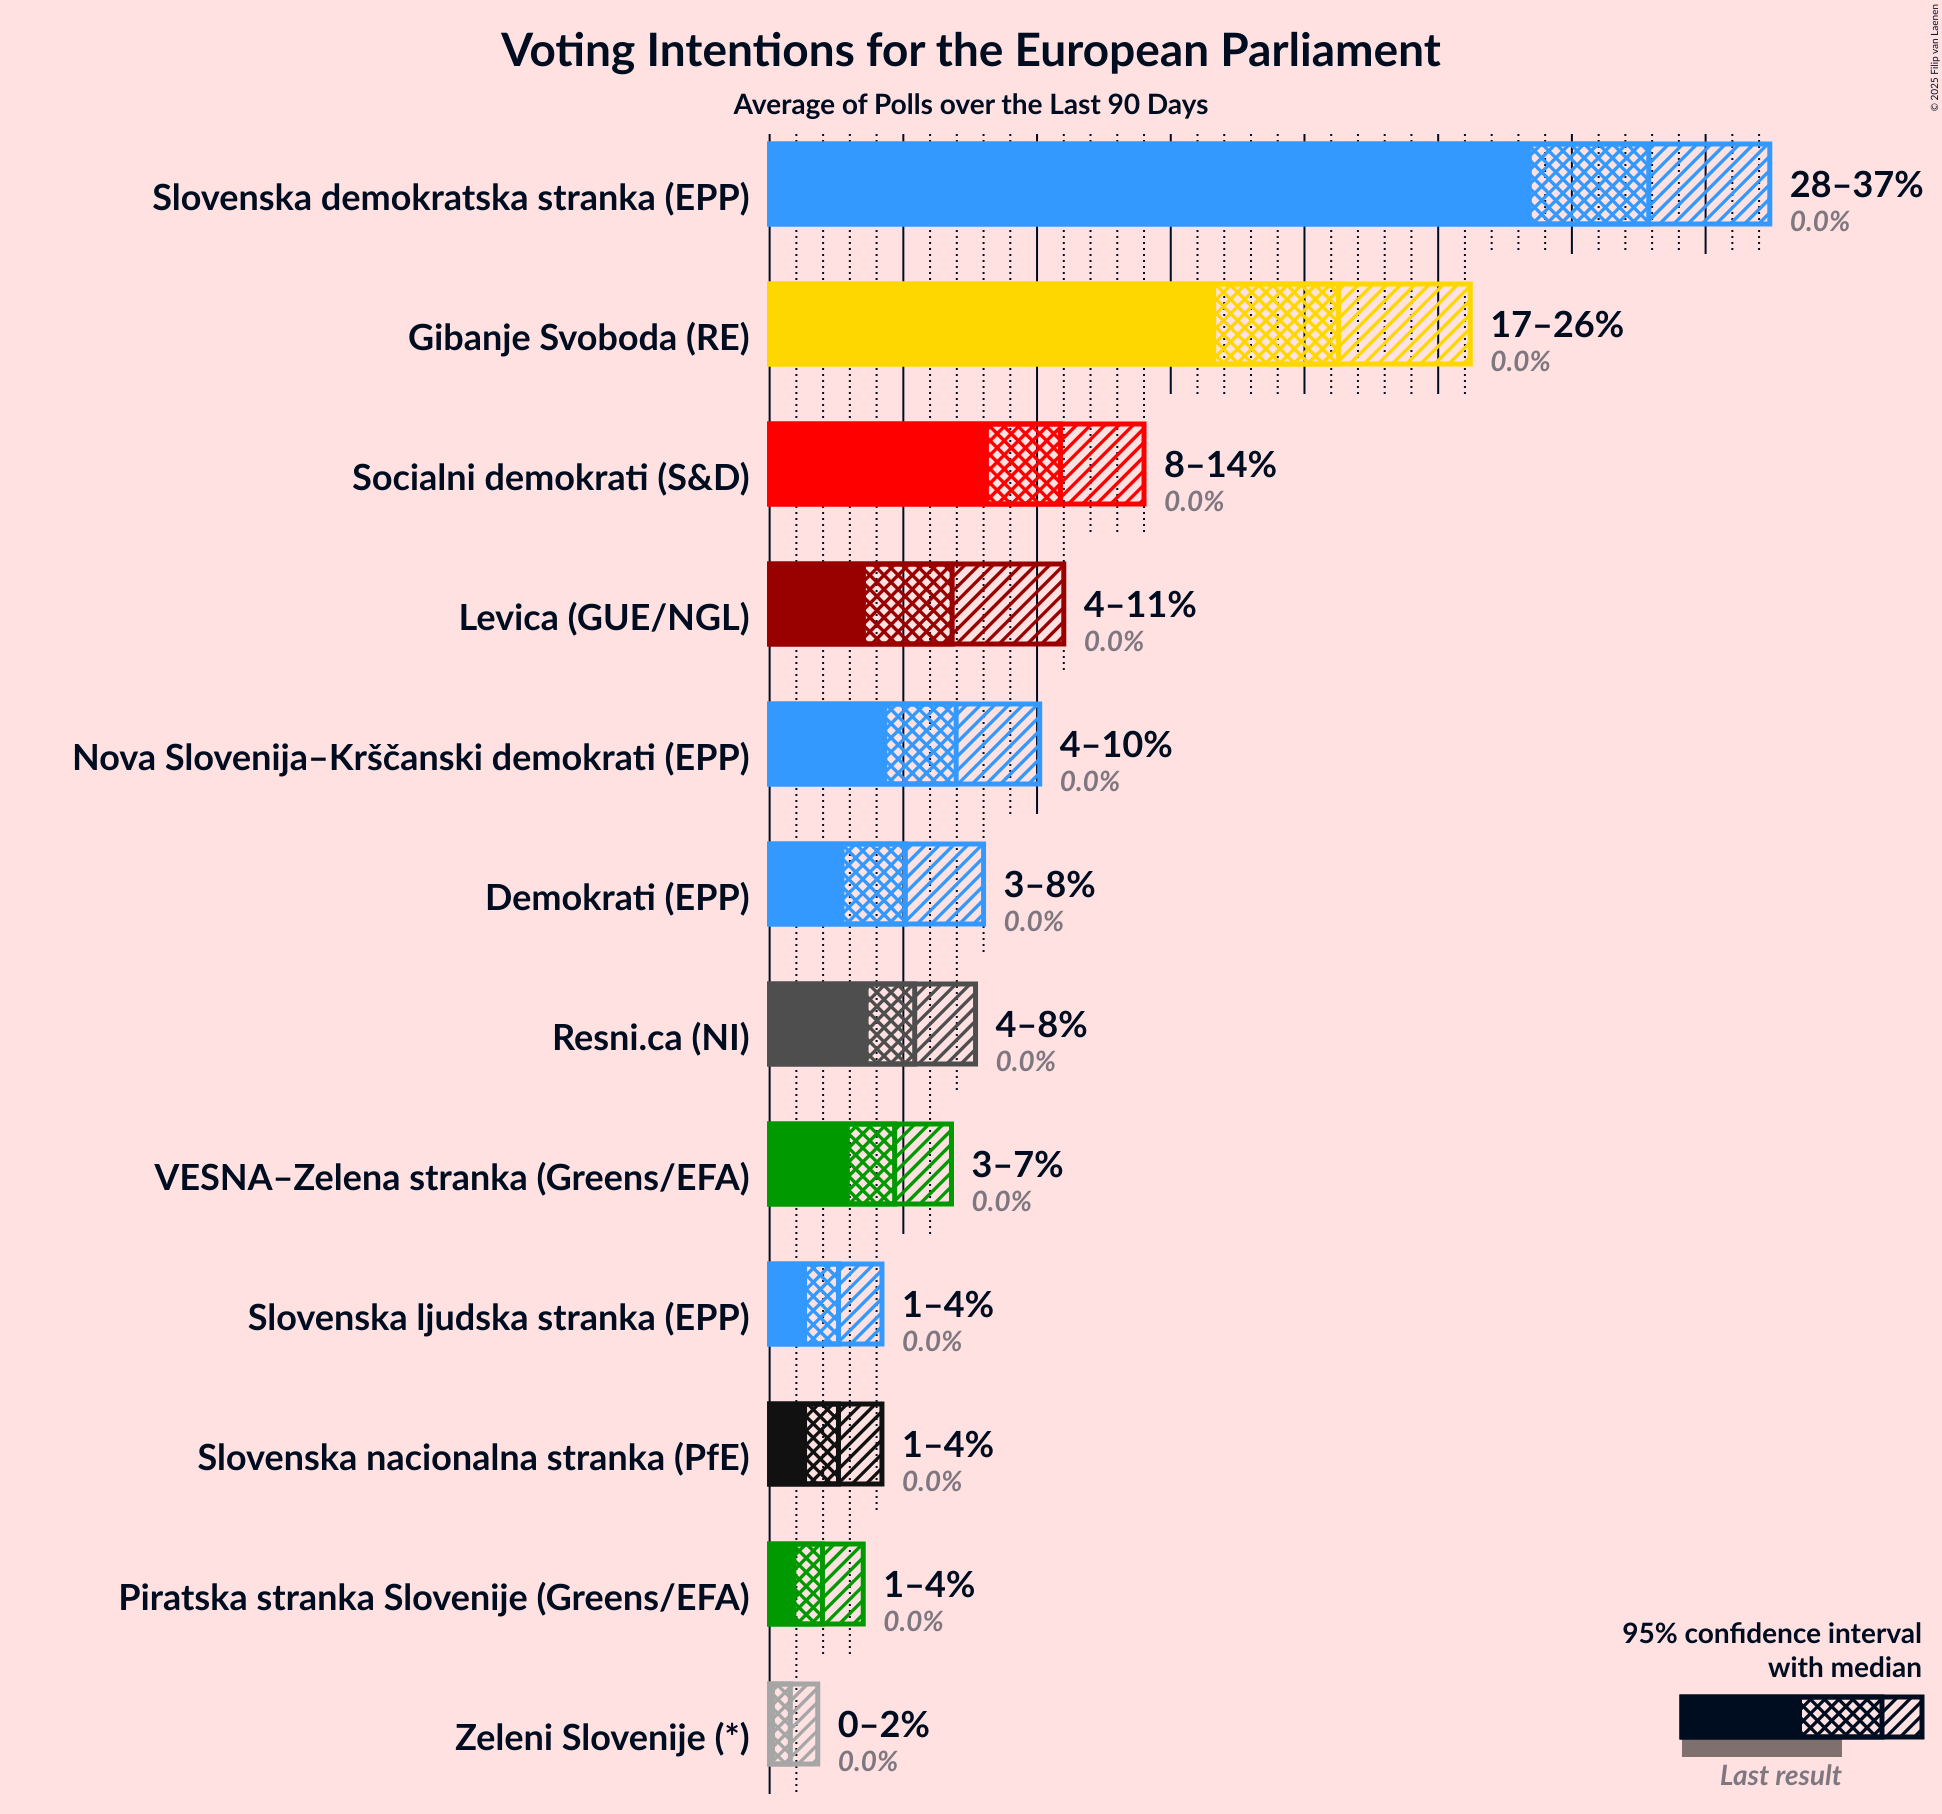 Voting Intentions for the European Parliament
Average of Polls over the Last 90 Days
© 2025 Filip van Laenen
Slovenska demokratska stranka (EPP)
28–37%
0.0%
Gibanje Svoboda (RE)
17–26%
0.0%
Socialni demokrati (S&D)
8–14%
0.0%
Levica (GUE/NGL)
4–11%
0.0%
Nova Slovenija–Krščanski demokrati (EPP)
4–10%
0.0%
Demokrati (EPP)
3–8%
0.0%
Resni.ca (NI)
4–8%
0.0%
VESNA–Zelena stranka (Greens/EFA)
3–7%
0.0%
Slovenska ljudska stranka (EPP)
1–4%
0.0%
Slovenska nacionalna stranka (PfE)
1–4%
0.0%
Piratska stranka Slovenije (Greens/EFA)
1–4%
0.0%
Zeleni Slovenije (*)
0–2%
0.0%
95% confidence interval
with median
Last result